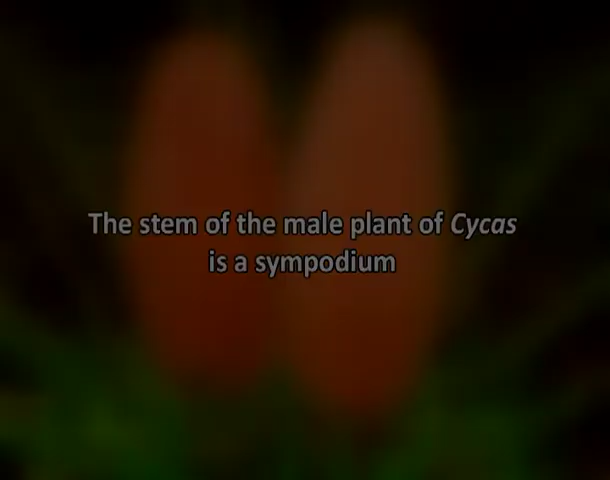 The stem of the male plant of Cycas
is a sympodium